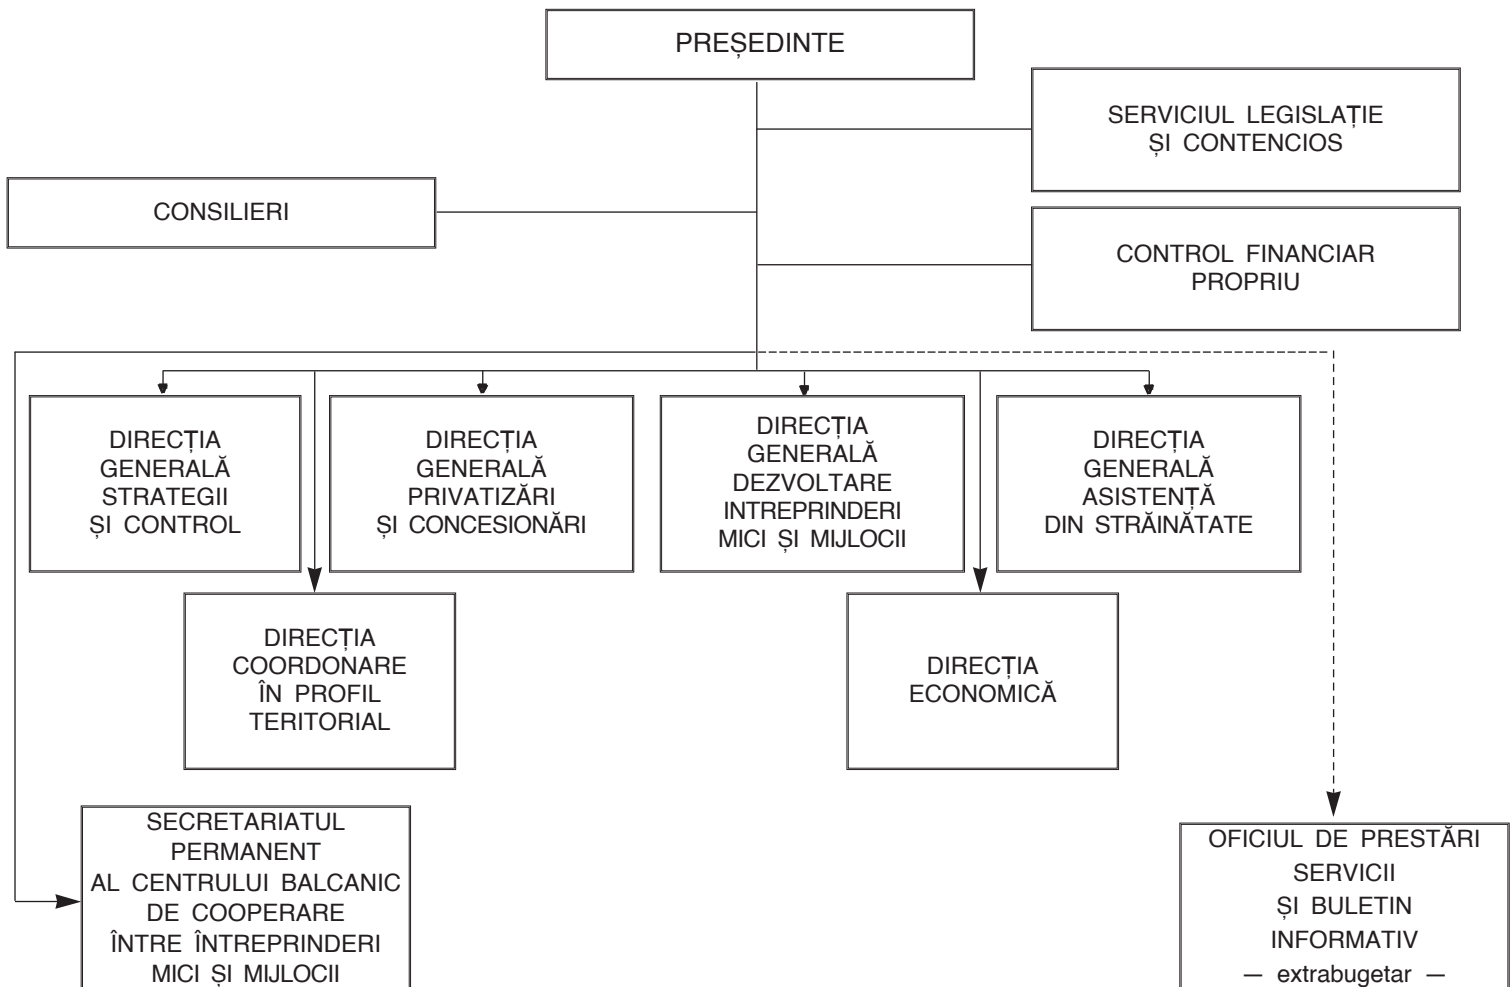 PREȘEDINTE
SERVICIUL LEGISLAȚIE
ȘI CONTENCIOS
CONSILIERI
CONTROL FINANCIAR
PROPRIU
DIRECȚIA
GENERALĂ
STRATEGII
ȘI CONTROL
DIRECȚIA
GENERALĂ
PRIVATIZĂRI
ȘI CONCESIONĂRI
DIRECȚIA
GENERALĂ
DEZVOLTARE
INTREPRINDERI
MICI ȘI MIJLOCII
DIRECȚIA
GENERALĂ
ASISTENȚĂ
DIN STRĂINĂTATE
DIRECȚIA
COORDONARE
ÎN PROFIL
TERITORIAL
DIRECȚIA
ECONOMICĂ
SECRETARIATUL
PERMANENT
AL CENTRULUI BALCANIC
DE COOPERARE
ÎNTRE ÎNTREPRINDERI
MICI ȘI MIJLOCII
OFICIUL DE PRESTĂRI
SERVICII
ȘI BULETIN
INFORMATIV
— extrabugetar —